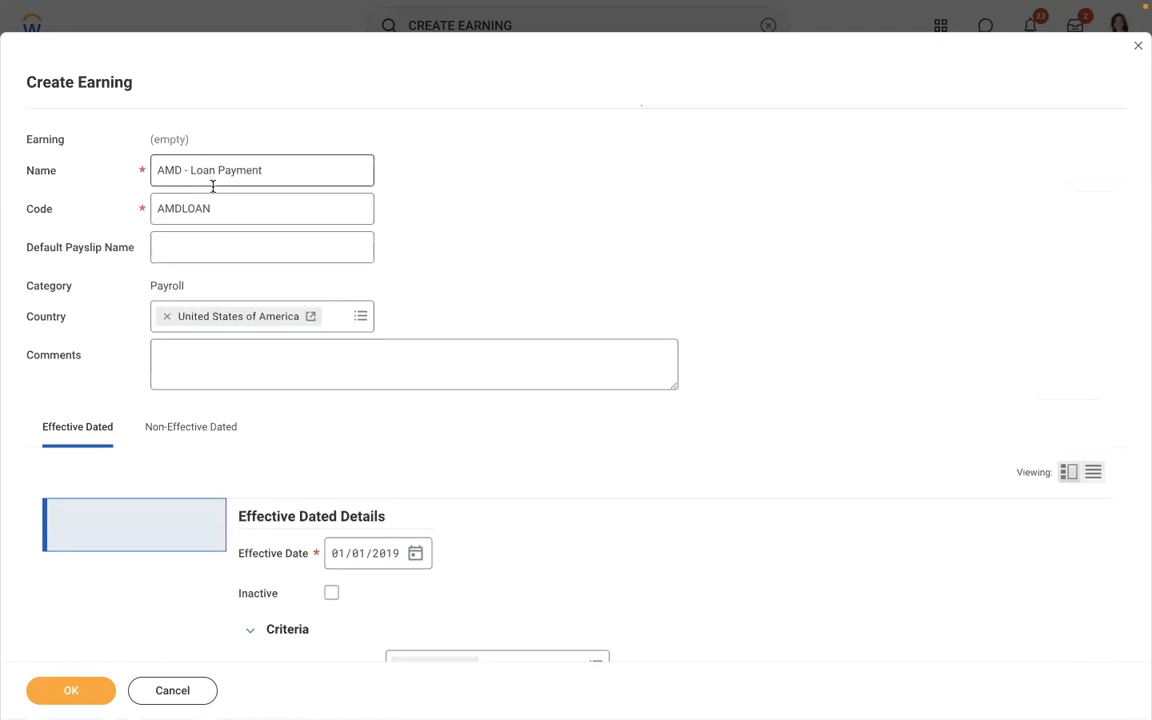 CREATE EARNING
23
2
Create Earning
Earning (empty)
Name * AMD - Loan Payment
Code * AMDLOAN
Default Payslip Name
Category Payroll
Country × United States of America
Comments
Effective Dated Non-Effective Dated
Viewing:
Effective Dated Details
Effective Date * 01/01/2019
Inactive
Criteria
OK Cancel